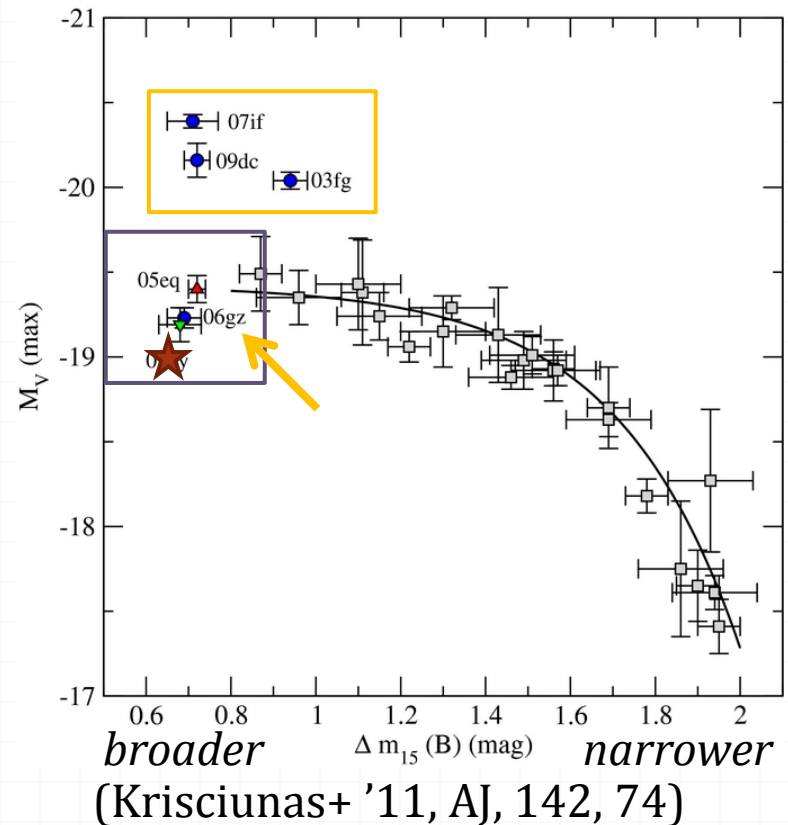 -21
07if
09dc
03fg
-20
05eq
06gz
-19
M_V (max)
-18
-17
0.6 0.8 1 1.2 1.4 1.6 1.8 2
broader Δ m_15 (B) (mag) narrower
(Krisciunas+ ’11, AJ, 142, 74)